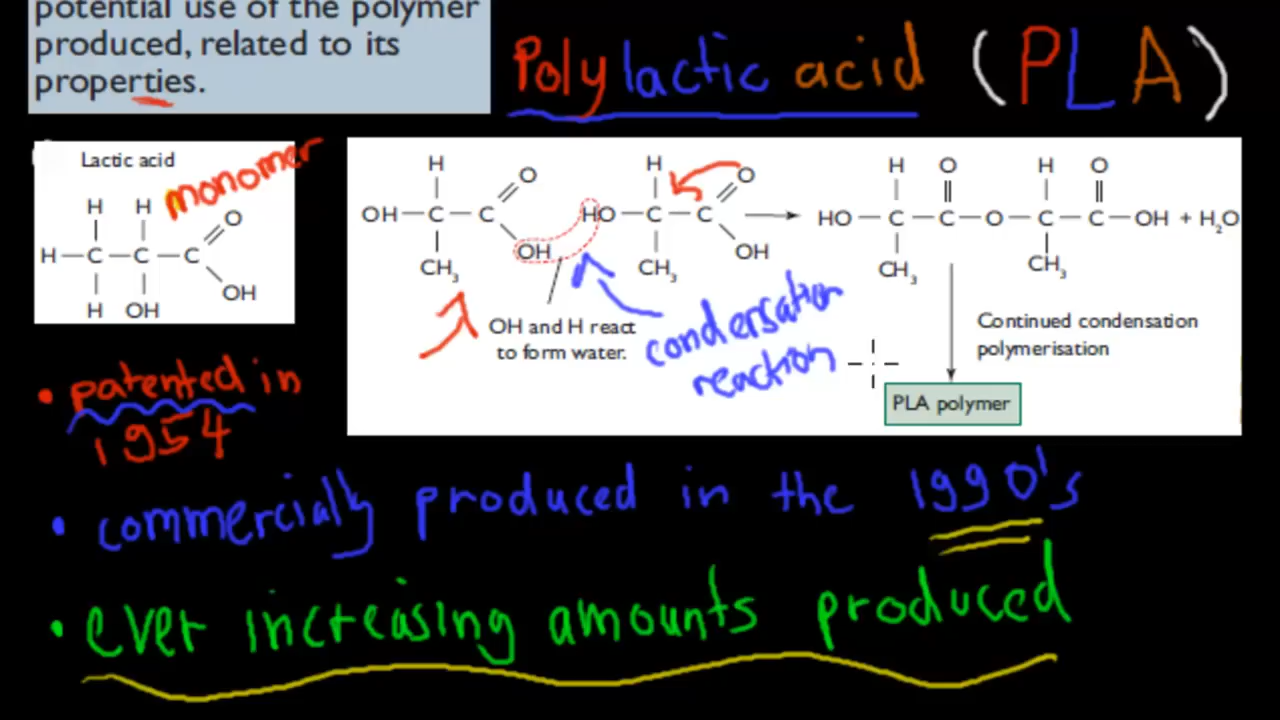 potential use of the polymer
produced, related to its
properties.
Polylactic acid (PLA)
Lactic acid
monomer
H H O
H C C C
H OH OH
H O H O H O H O
OH C C HO C C HO C C O C C OH + H₂O
OH OH
CH₃ CH₃ CH₃ CH₃
OH and H react
to form water.
condensation
reaction
Continued condensation
polymerisation
PLA polymer
• patented in
1954
• commercially produced in the 1990's
• ever increasing amounts produced